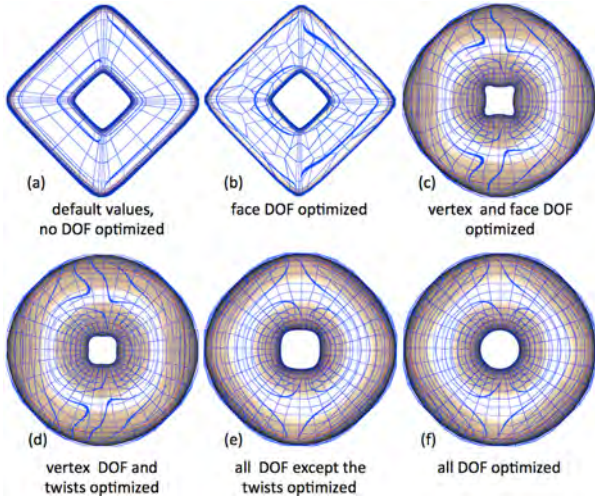 (a)
default values,
no DOF optimized
(b)
face DOF optimized
(c)
vertex and face DOF
optimized
(d)
vertex DOF and
twists optimized
(e)
all DOF except the
twists optimized
(f)
all DOF optimized